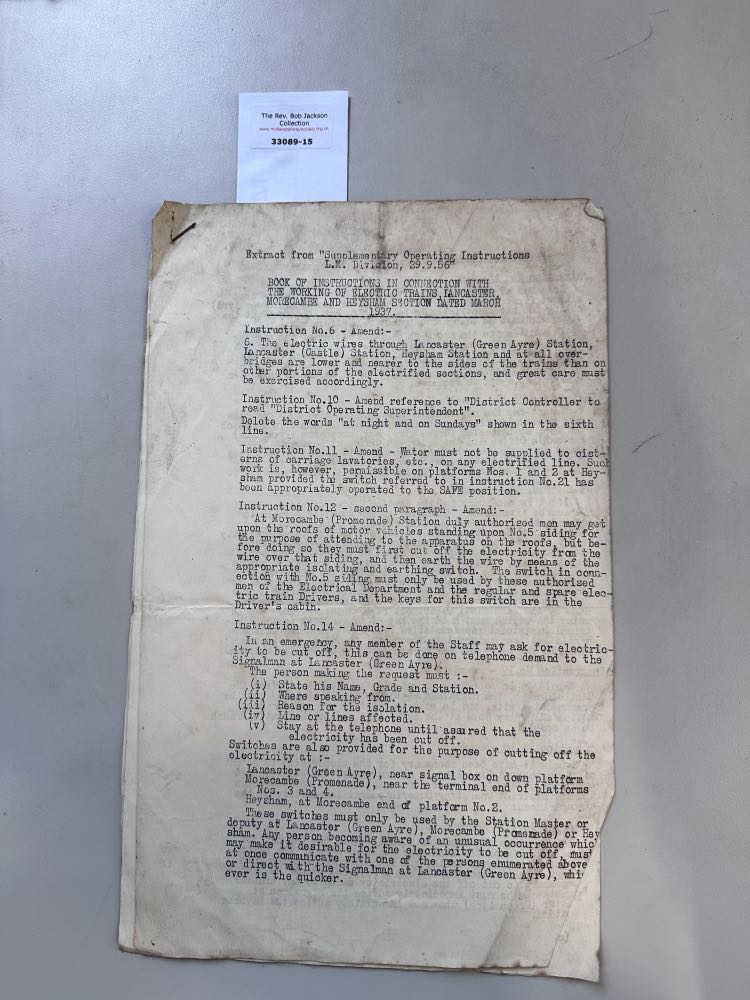 The Rev. Bob Jackson
Collection
www.midlandrailwaysociety.org.uk
33089-15
Extract from "Supplementary Operating Instructions
L.M. Division, 29.9.56"
BOOK OF INSTRUCTIONS IN CONNECTION WITH
THE WORKING OF ELECTRIC TRAINS, LANCASTER,
MORECAMBE AND HEYSHAM SECTION DATED MARCH
1937.
Instruction No.6 - Amend:-
6. The electric wires through Lancaster (Green Ayre) Station,
Lancaster (Castle) Station, Heysham Station and at all over-
bridges are lower and nearer to the sides of the trains than on
other portions of the electrified sections, and great care must
be exercised accordingly.
Instruction No.10 - Amend reference to "District Controller to
read "District Operating Superintendent".
Delete the words "at night and on Sundays" shown in the sixth
line.
Instruction No.11 - Amend - Water must not be supplied to cist-
erns of carriage lavatories, etc., on any electrified line. Such
work is, however, permissible on platforms Nos. 1 and 2 at Hey-
sham provided the switch referred to in instruction No.21 has
been appropriately operated to the SAFE position.
Instruction No.12 - second paragraph - Amend:-
At Morecambe (Promenade) Station duly authorised men may get
upon the roofs of motor vehicles standing upon No.5 siding for
the purpose of attending to the apparatus on the roofs, but be-
fore doing so they must first cut off the electricity from the
wire over that siding, and then earth the wire by means of the
appropriate isolating and earthing switch. The switch in conn-
ection with No.5 siding must only be used by these authorised
men of the Electrical Department and the regular and spare elec-
tric train Drivers, and the keys for this switch are in the
Driver's cabin.
Instruction No.14 - Amend:-
In an emergency, any member of the Staff may ask for electric-
ity to be cut off, this can be done on telephone demand to the
Signalman at Lancaster (Green Ayre).
The person making the request must :-
(i) State his Name, Grade and Station.
(ii) Where speaking from.
(iii) Reason for the isolation.
(iv) Line or lines affected.
(v) Stay at the telephone until assured that the
electricity has been cut off.
Switches are also provided for the purpose of cutting off the
electricity at :-
Lancaster (Green Ayre), near signal box on down platform
Morecambe (Promenade), near the terminal end of platforms
Nos. 3 and 4.
Heysham, at Morecambe end of platform No.2.
These switches must only be used by the Station Master or
deputy at Lancaster (Green Ayre), Morecambe (Promenade) or Hey
sham. Any person becoming aware of an unusual occurrence whic
may make it desirable for the electricity to be cut off, must
at once communicate with one of the persons enumerated above
or direct with the Signalman at Lancaster (Green Ayre), whi
ever is the quicker.